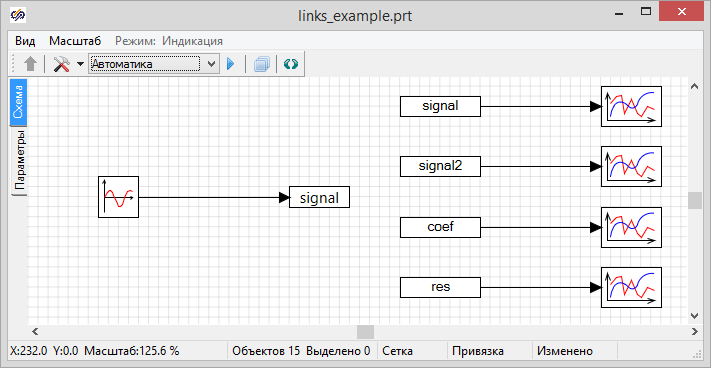 links_example.prt
Вид Масштаб Режим: Индикация
Автоматика
Схема
Параметры
signal
signal
signal2
coef
res
X:232.0 Y:0.0 Масштаб:125.6 % Объектов 15 Выделено 0 Сетка Привязка Изменено